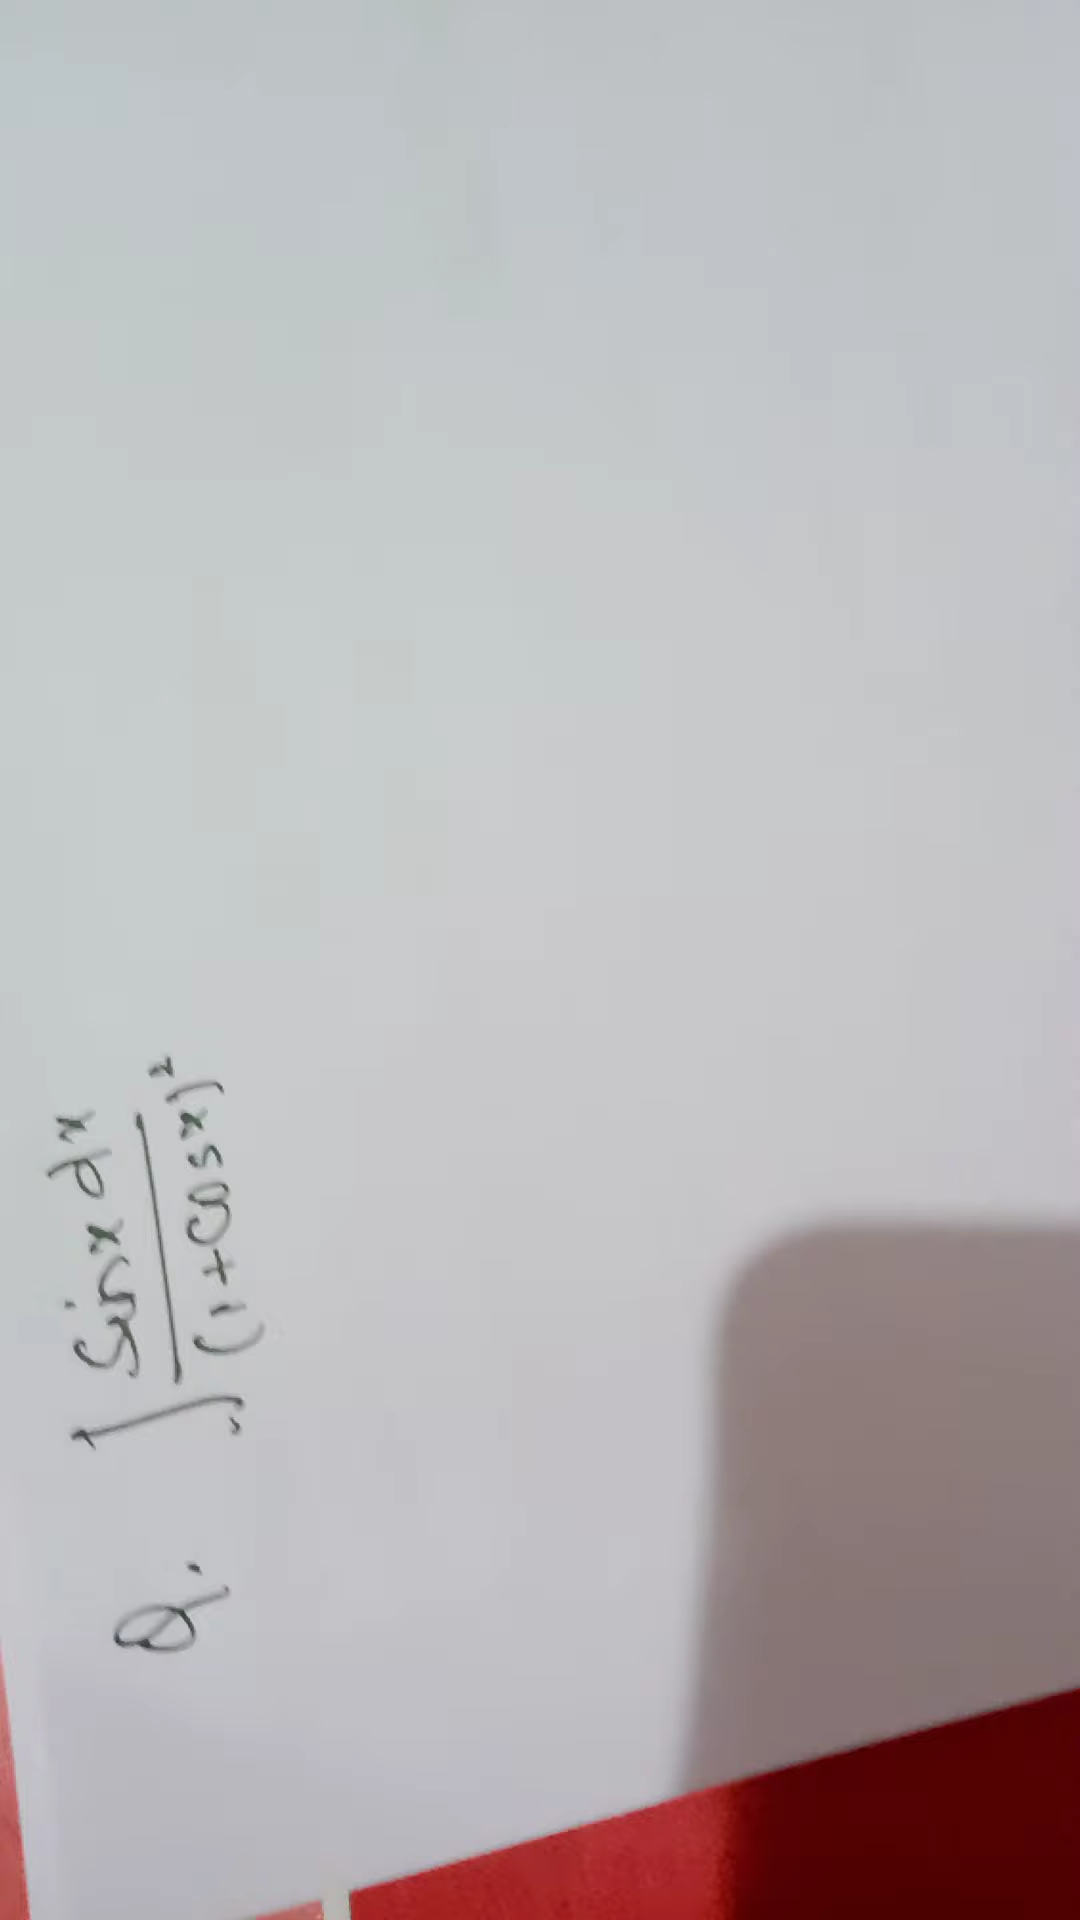 Q. ∫ Sinx dx / (1+cosx)²